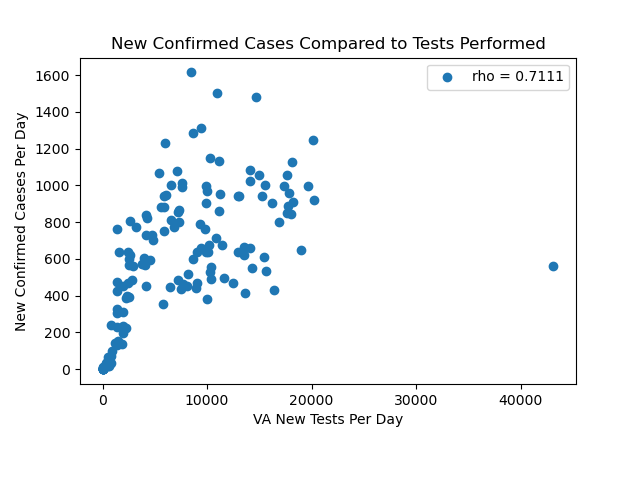 New Confirmed Cases Compared to Tests Performed
rho = 0.7111
1600
1400
1200
1000
800
600
400
200
0
New Confirmed Caeses Per Day
0 10000 20000 30000 40000
VA New Tests Per Day